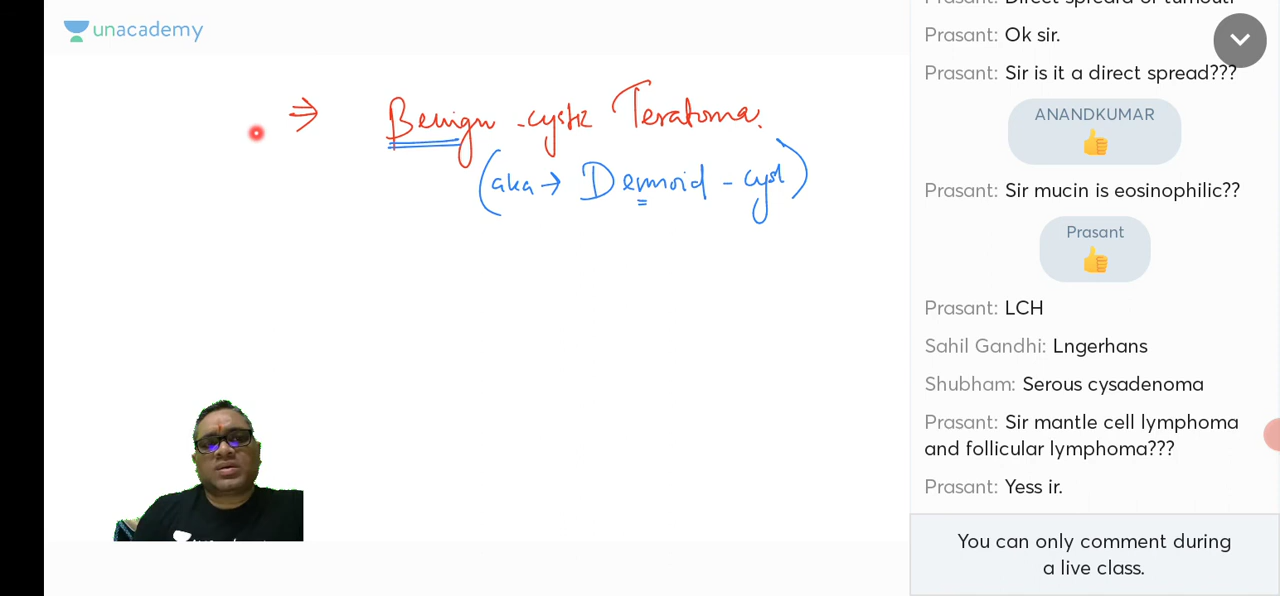 unacademy
⇒ Benign -cystic Teratoma.
(aka → Dermoid - cyst)
Prasant: Ok sir.
Prasant: Sir is it a direct spread???
ANANDKUMAR
👍
Prasant: Sir mucin is eosinophilic??
Prasant
👍
Prasant: LCH
Sahil Gandhi: Lngerhans
Shubham: Serous cysadenoma
Prasant: Sir mantle cell lymphoma
and follicular lymphoma???
Prasant: Yess ir.
You can only comment during
a live class.